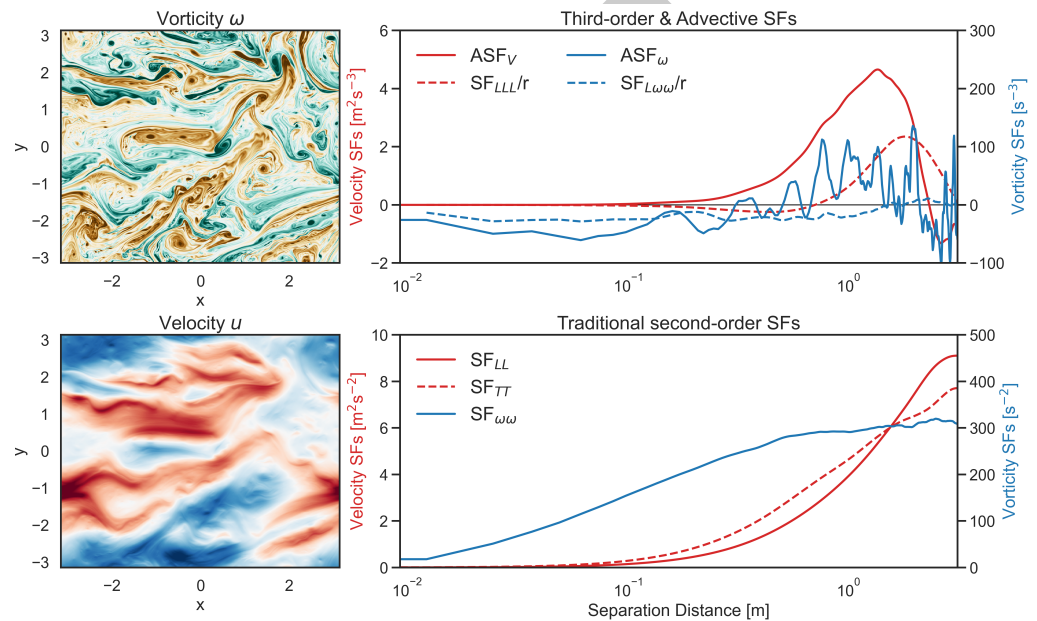 Vorticity ω
3
2
1
0
−1
−2
−3
y
−2
0
2
x
Third-order & Advective SFs
6
4
2
0
−2
Velocity SFs [m²s⁻³]
ASF_V
SF_LLL/r
ASF_ω
SF_Lωω/r
300
200
100
0
−100
Vorticity SFs [s⁻³]
10⁻²
10⁻¹
10⁰
Velocity u
3
2
1
0
−1
−2
−3
y
−2
0
2
x
Traditional second-order SFs
10
8
6
4
2
0
Velocity SFs [m²s⁻²]
SF_LL
SF_TT
SF_ωω
500
400
300
200
100
0
Vorticity SFs [s⁻²]
10⁻²
10⁻¹
10⁰
Separation Distance [m]